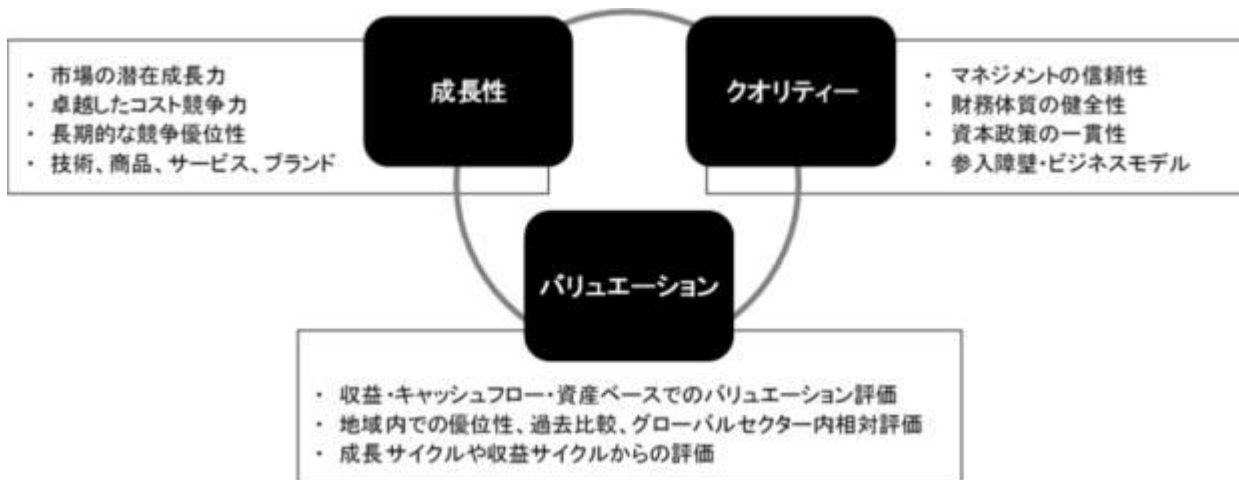 成長性
・ 市場の潜在成長力
・ 卓越したコスト競争力
・ 長期的な競争優位性
・ 技術、商品、サービス、ブランド
クオリティー
・ マネジメントの信頼性
・ 財務体質の健全性
・ 資本政策の一貫性
・ 参入障壁・ビジネスモデル
バリュエーション
・ 収益・キャッシュフロー・資産ベースでのバリュエーション評価
・ 地域内での優位性、過去比較、グローバルセクター内相対評価
・ 成長サイクルや収益サイクルからの評価